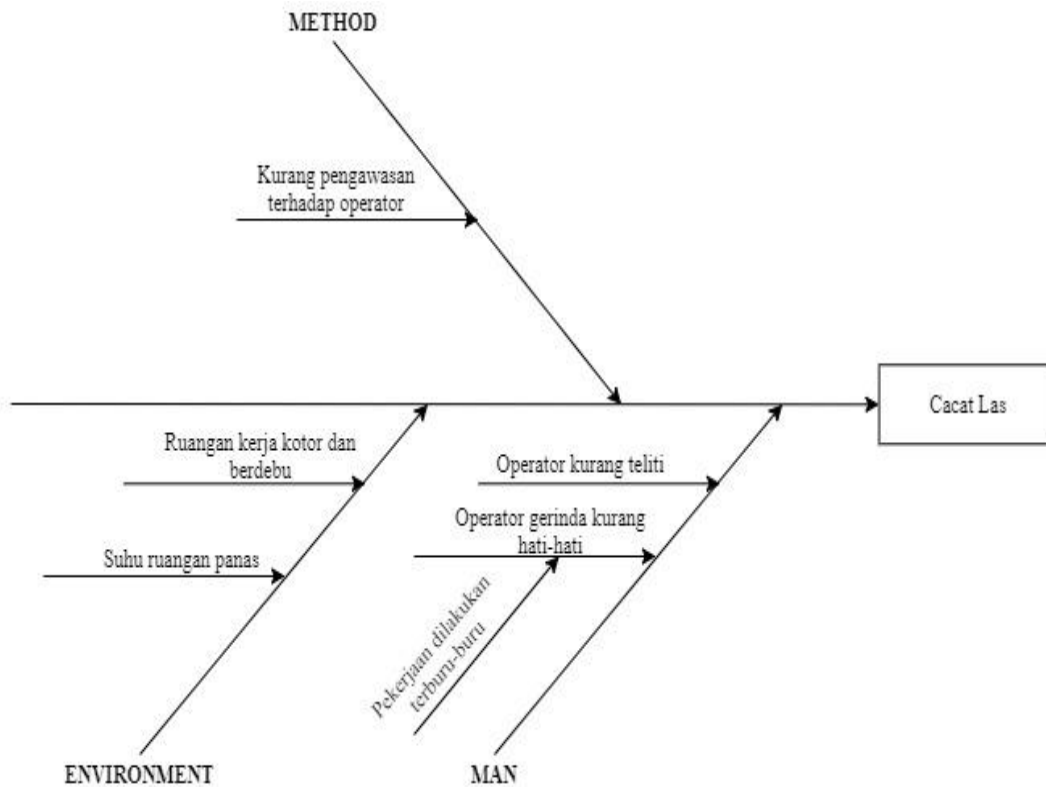 METHOD
Kurang pengawasan
terhadap operator
Cacat Las
Ruangan kerja kotor dan
berdebu
Suhu ruangan panas
Operator kurang teliti
Operator gerinda kurang
hati-hati
Pekerjaan dilakukan
terburu-buru
ENVIRONMENT
MAN